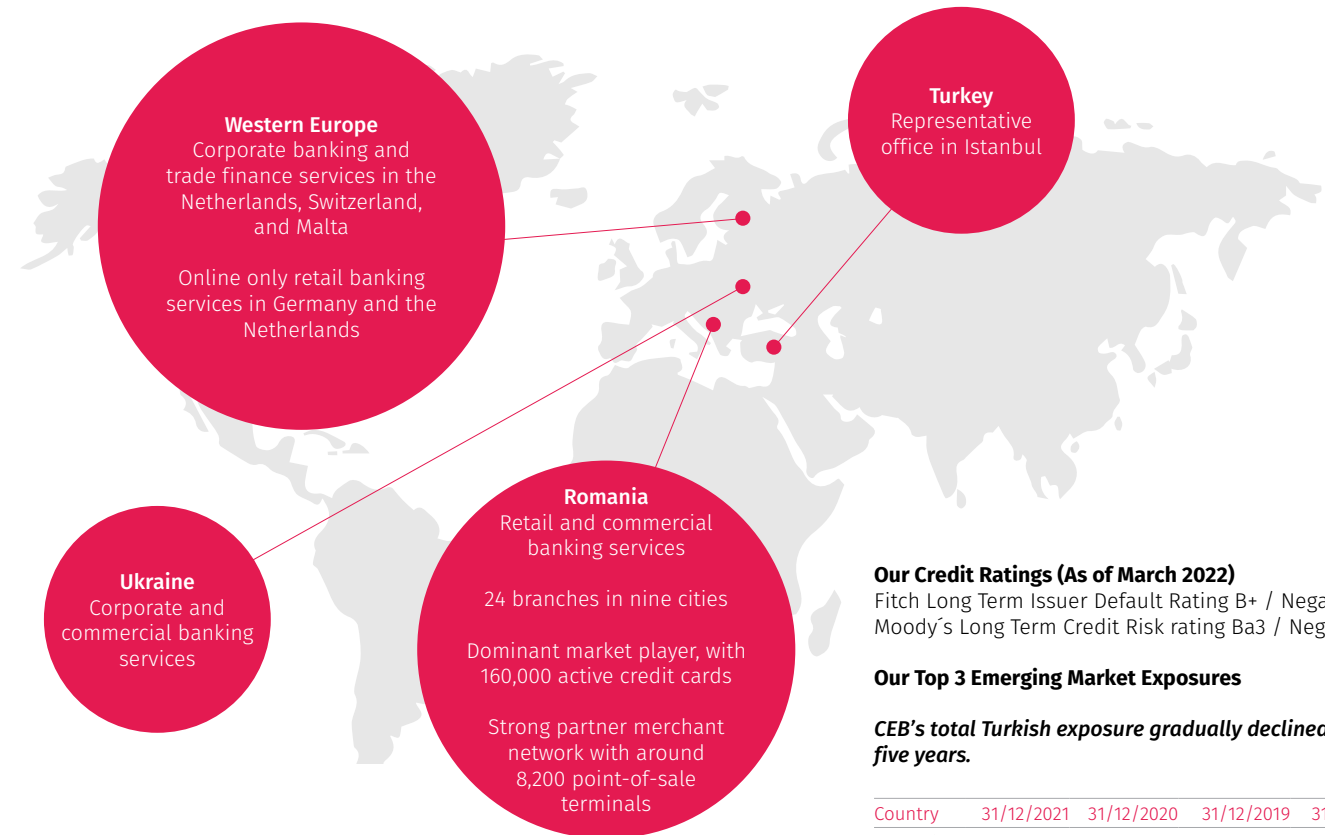 Western Europe
Corporate banking and
trade finance services in the
Netherlands, Switzerland,
and Malta
Online only retail banking
services in Germany and the
Netherlands
Turkey
Representative
office in Istanbul
Ukraine
Corporate and
commercial banking
services
Romania
Retail and commercial
banking services
24 branches in nine cities
Dominant market player, with
160,000 active credit cards
Strong partner merchant
network with around
8,200 point-of-sale
terminals
Our Credit Ratings (As of March 2022)
Fitch Long Term Issuer Default Rating B+ / Nega
Moody´s Long Term Credit Risk rating Ba3 / Neg
Our Top 3 Emerging Market Exposures
CEB’s total Turkish exposure gradually declined
five years.
Country 31/12/2021 31/12/2020 31/12/2019 31